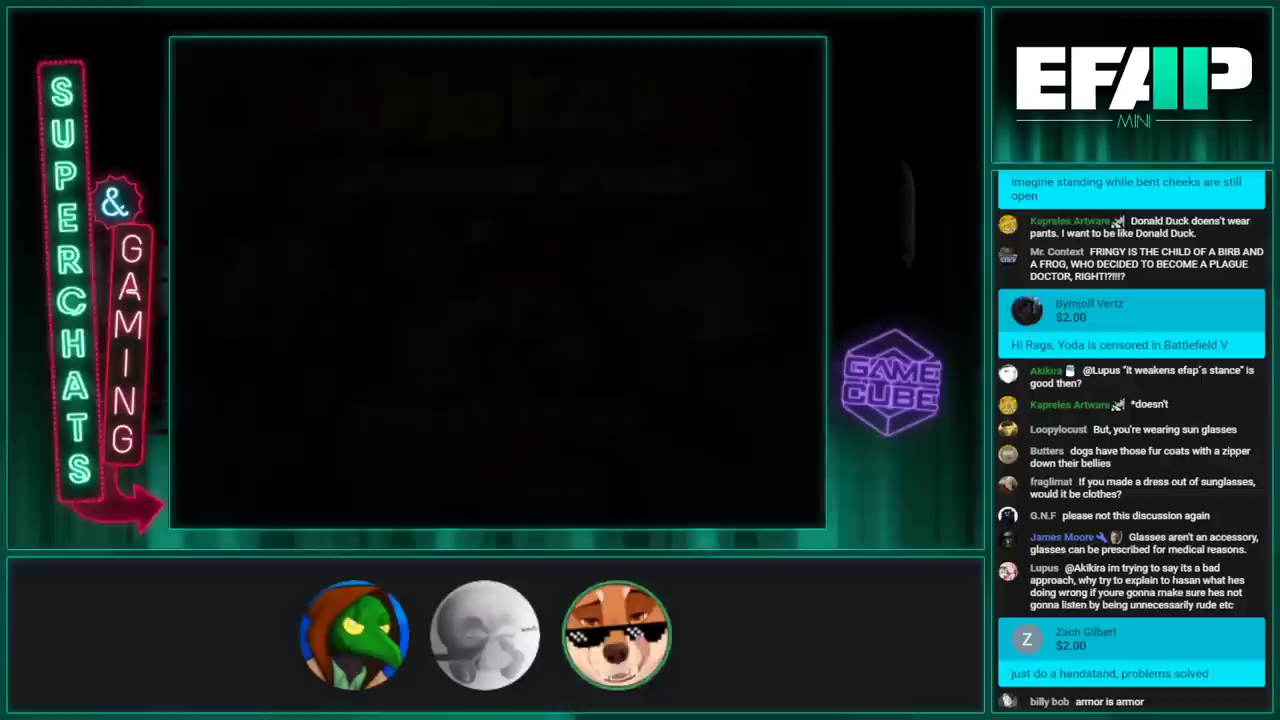 SUPERCHATS
&
GAMING
GAME
CUBE
EFAP
MINI
imagine standing while bent cheeks are still
open
Kapreles Artware Donald Duck doens't wear
pants. I want to be like Donald Duck.
Mr. Context FRINGY IS THE CHILD OF A BIRB AND
A FROG, WHO DECIDED TO BECOME A PLAGUE
DOCTOR, RIGHT!?!!!?
Bymjolf Vertz
$2.00
Hi Rags, Yoda is censored in Battlefield V
Akikira @Lupus "it weakens efap´s stance" is
good then?
Kapreles Artware *doesn't
Loopylocust But, you're wearing sun glasses
Butters dogs have those fur coats with a zipper
down their bellies
fraglimat If you made a dress out of sunglasses,
would it be clothes?
G.N.F please not this discussion again
James Moore Glasses aren't an accessory,
glasses can be prescribed for medical reasons.
Lupus @Akikira im trying to say its a bad
approach, why try to explain to hasan what hes
doing wrong if youre gonna make sure hes not
gonna listen by being unnecessarily rude etc
Z
Zach Gilbert
$2.00
just do a handstand, problems solved
billy bob armor is armor